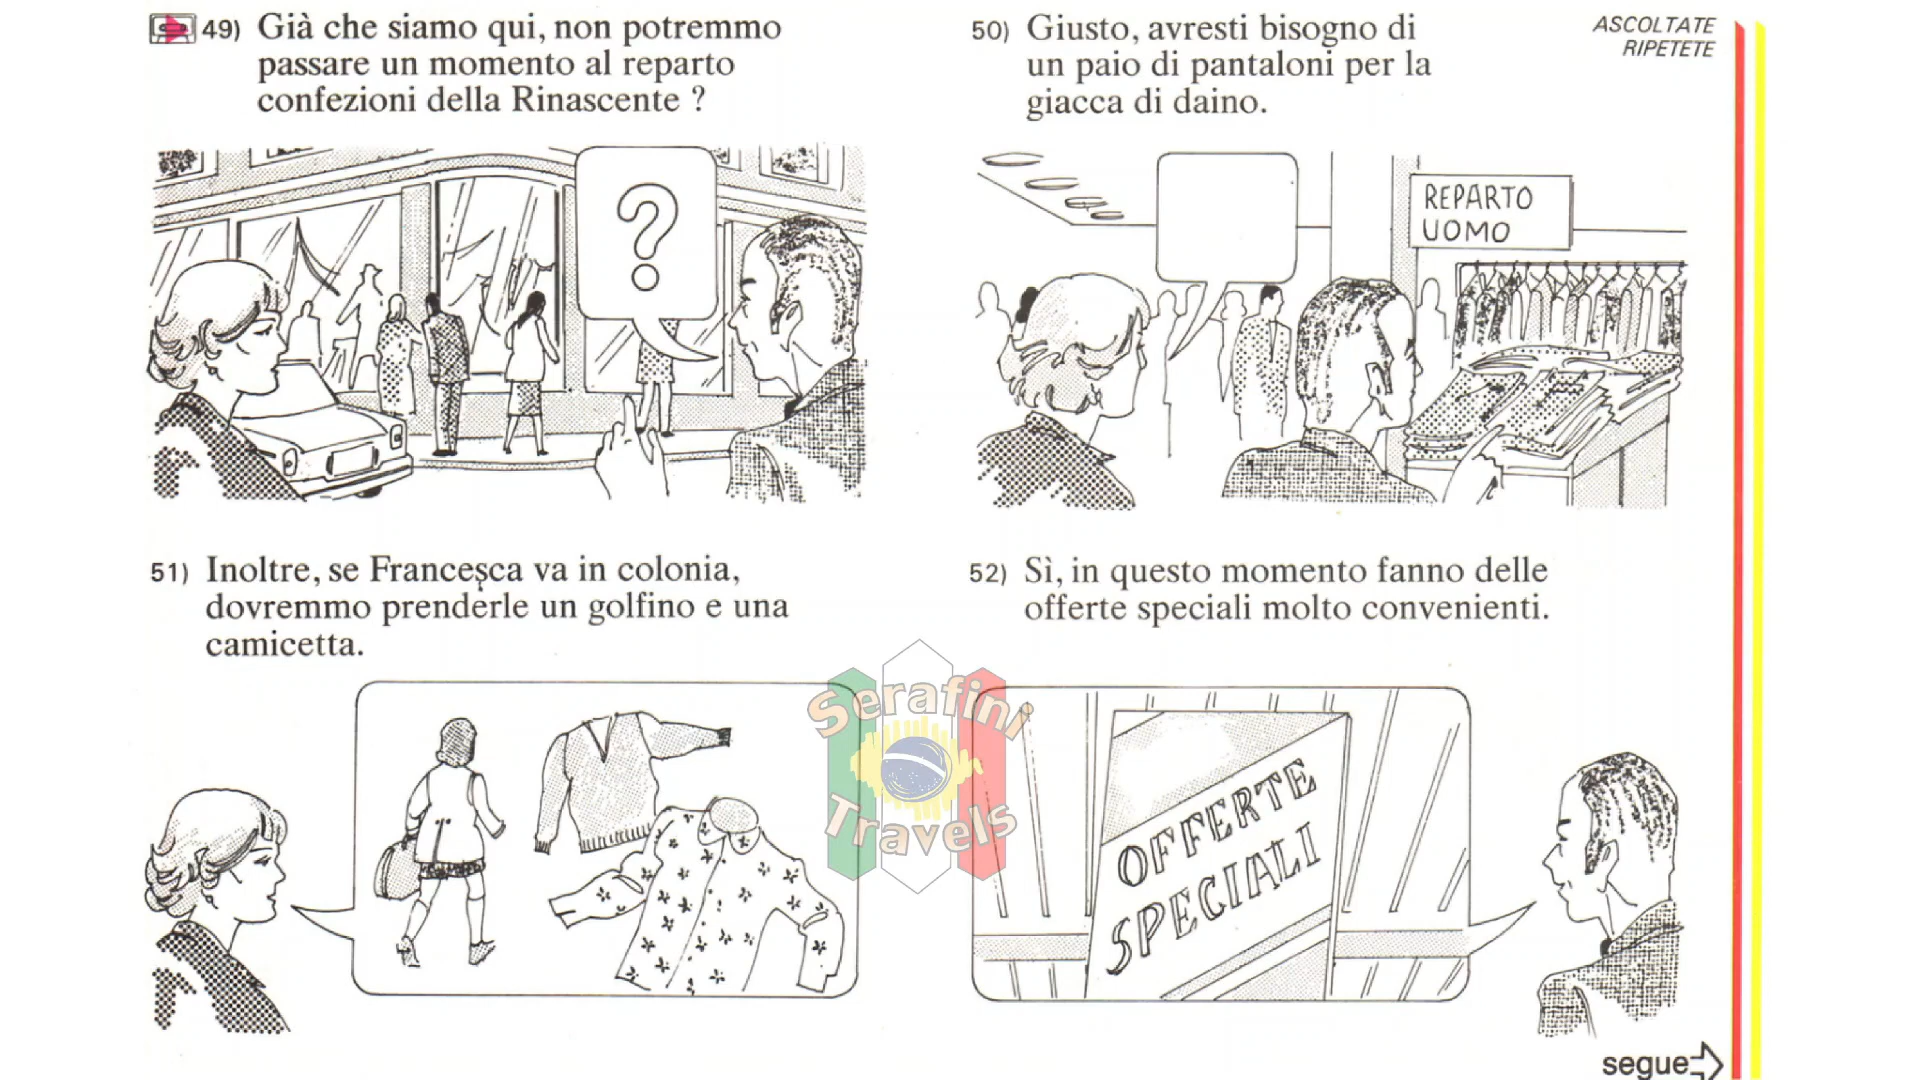 49) Già che siamo qui, non potremmo
passare un momento al reparto
confezioni della Rinascente ?
50) Giusto, avresti bisogno di
un paio di pantaloni per la
giacca di daino.
ASCOLTATE
RIPETETE
?
REPARTO
UOMO
51) Inoltre, se Francesca va in colonia,
dovremmo prenderle un golfino e una
camicetta.
52) Sì, in questo momento fanno delle
offerte speciali molto convenienti.
Serafini
Travels
OFFERTE
SPECIALI
segue